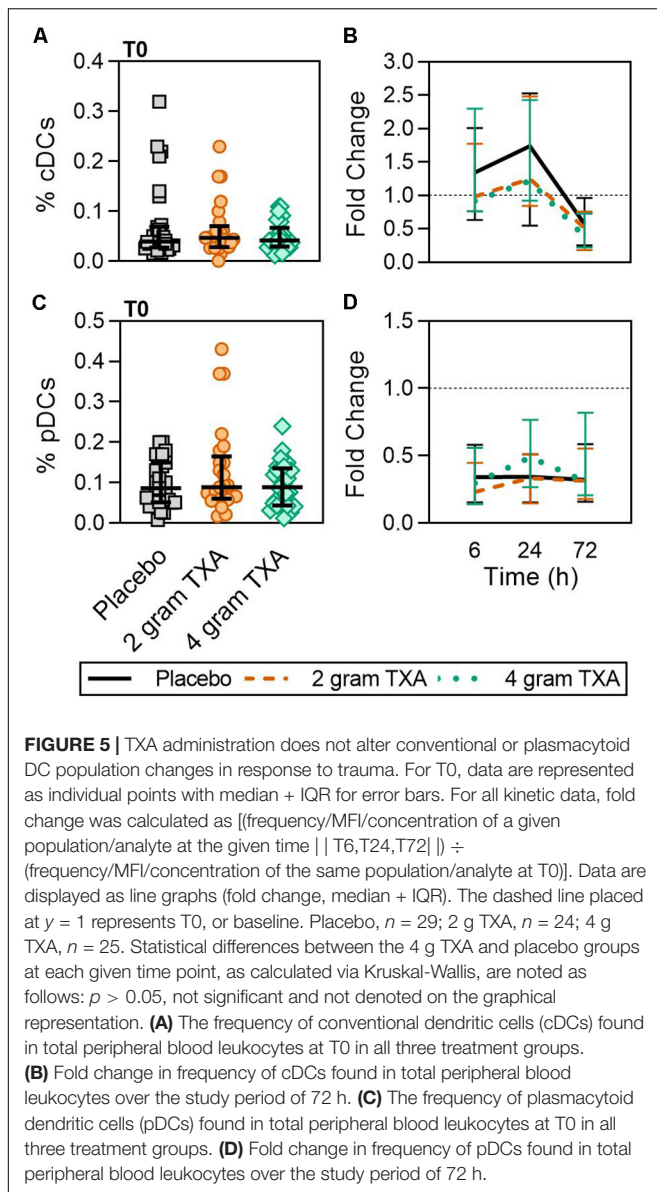 A
T0
0.4
0.3
0.2
0.1
0.0
% cDCs
B
3.0
2.5
2.0
1.5
1.0
0.5
0.0
Fold Change
C
T0
0.5
0.4
0.3
0.2
0.1
0.0
% pDCs
Placebo
2 gram TXA
4 gram TXA
D
1.5
1.0
0.5
0.0
Fold Change
6 24 72
Time (h)
Placebo 2 gram TXA 4 gram TXA
FIGURE 5 | TXA administration does not alter conventional or plasmacytoid
DC population changes in response to trauma. For T0, data are represented
as individual points with median + IQR for error bars. For all kinetic data, fold
change was calculated as [(frequency/MFI/concentration of a given
population/analyte at the given time | | T6,T24,T72| |) ÷
(frequency/MFI/concentration of the same population/analyte at T0)]. Data are
displayed as line graphs (fold change, median + IQR). The dashed line placed
at y = 1 represents T0, or baseline. Placebo, n = 29; 2 g TXA, n = 24; 4 g
TXA, n = 25. Statistical differences between the 4 g TXA and placebo groups
at each given time point, as calculated via Kruskal-Wallis, are noted as
follows: p > 0.05, not significant and not denoted on the graphical
representation. (A) The frequency of conventional dendritic cells (cDCs) found
in total peripheral blood leukocytes at T0 in all three treatment groups.
(B) Fold change in frequency of cDCs found in total peripheral blood
leukocytes over the study period of 72 h. (C) The frequency of plasmacytoid
dendritic cells (pDCs) found in total peripheral blood leukocytes at T0 in all
three treatment groups. (D) Fold change in frequency of pDCs found in total
peripheral blood leukocytes over the study period of 72 h.